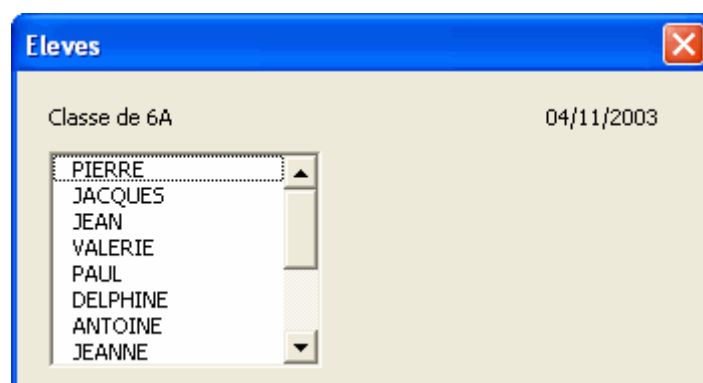 Eleves
Classe de 6A 04/11/2003
PIERRE
JACQUES
JEAN
VALERIE
PAUL
DELPHINE
ANTOINE
JEANNE